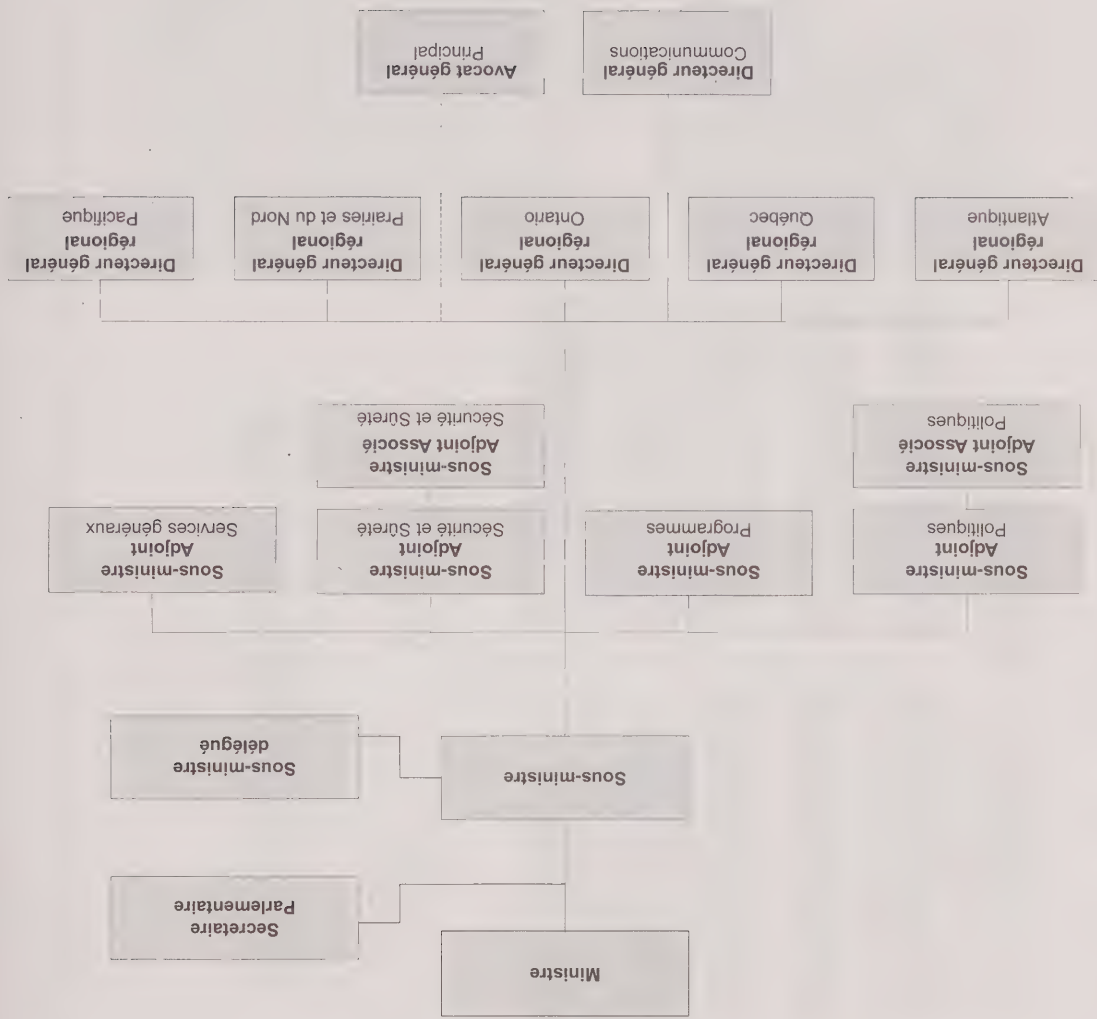 Ministre
Secretaire
Parlementaire
Sous-ministre
Sous-ministre
délégué
Sous-ministre
Adjoint
Politiques
Sous-ministre
Adjoint
Programmes
Sous-ministre
Adjoint
Sécurité et Sûreté
Sous-ministre
Adjoint
Services généraux
Sous-ministre
Adjoint Associé
Politiques
Sous-ministre
Adjoint Associé
Sécurité et Sûreté
Directeur général
régional
Atlantique
Directeur général
régional
Québec
Directeur général
régional
Ontario
Directeur général
régional
Prairies et du Nord
Directeur général
régional
Pacifique
Directeur général
Communications
Avocat général
Principal